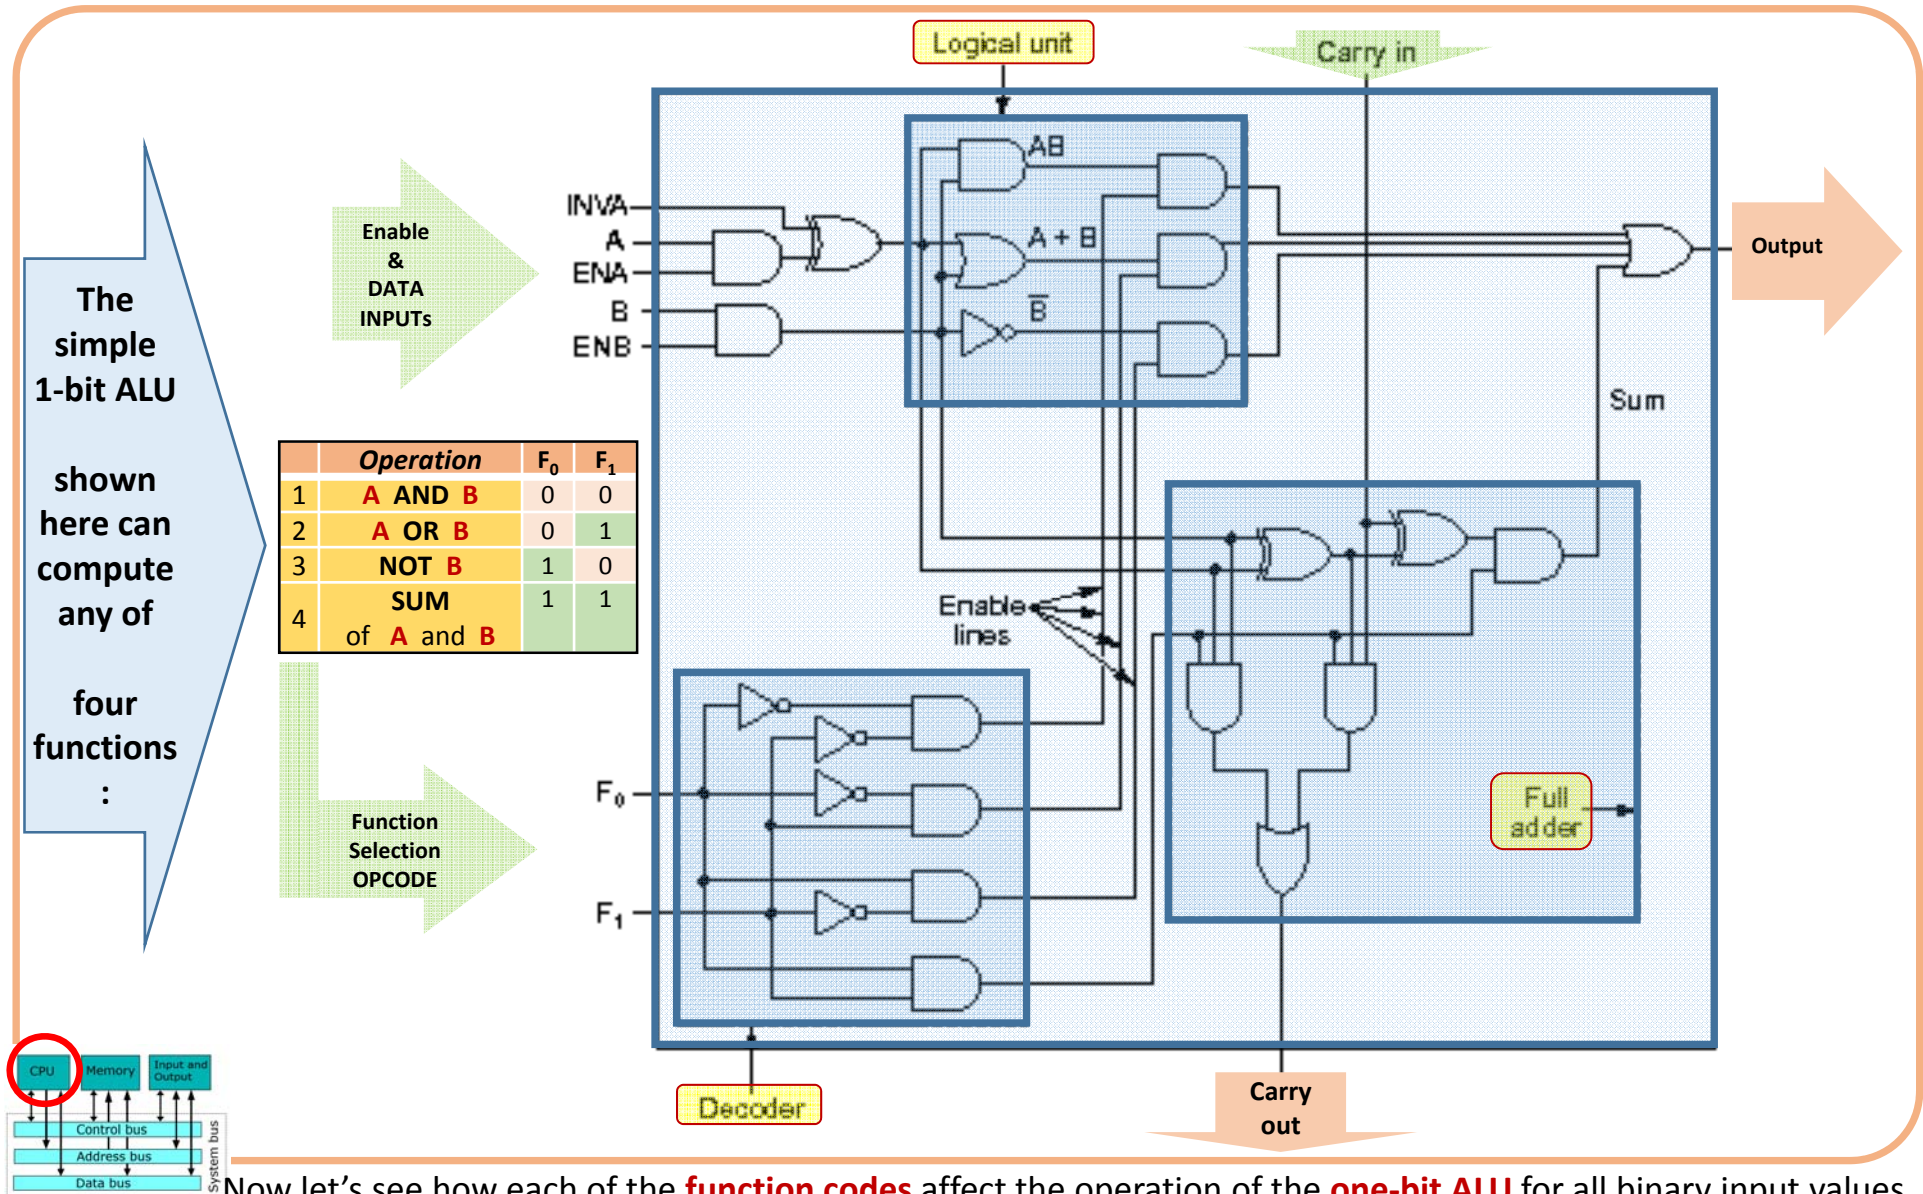 The
simple
1-bit ALU
shown
here can
compute
any of
four
functions
:
Enable
&
DATA
INPUTs
Operation F0 F1
1 A AND B 0 0
2 A OR B 0 1
3 NOT B 1 0
4 SUM of A and B 1 1
Function
Selection
OPCODE
Logical unit
Carry in
INVA
A
ENA
B
ENB
AB
A + B
B̅
Output
Sum
Enable
lines
F0
F1
Full
adder
Decoder
Carry
out
CPU
Memory
Input and
Output
Control bus
Address bus
Data bus
System bus
Now let's see how each of the function codes affect the operation of the one-bit ALU for all binary input values